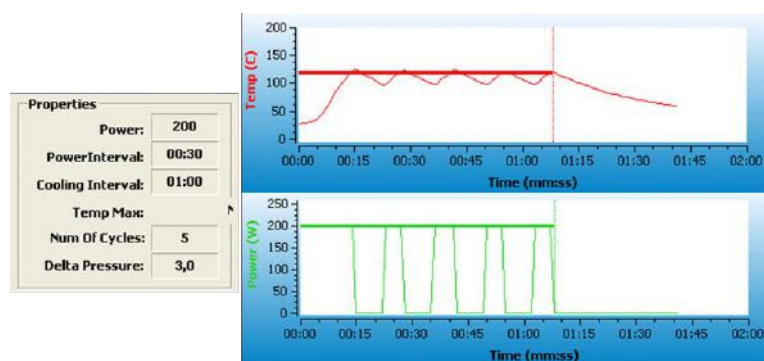 Properties
Power: 200
PowerInterval: 00:30
Cooling Interval: 01:00
Temp Max:
Num Of Cycles: 5
Delta Pressure: 3,0
Temp (C)
200
150
100
50
0
00:00 00:15 00:30 00:45 01:00 01:15 01:30 01:45 02:00
Time (mm:ss)
Power (W)
250
200
150
100
50
0
00:00 00:15 00:30 00:45 01:00 01:15 01:30 01:45 02:00
Time (mm:ss)